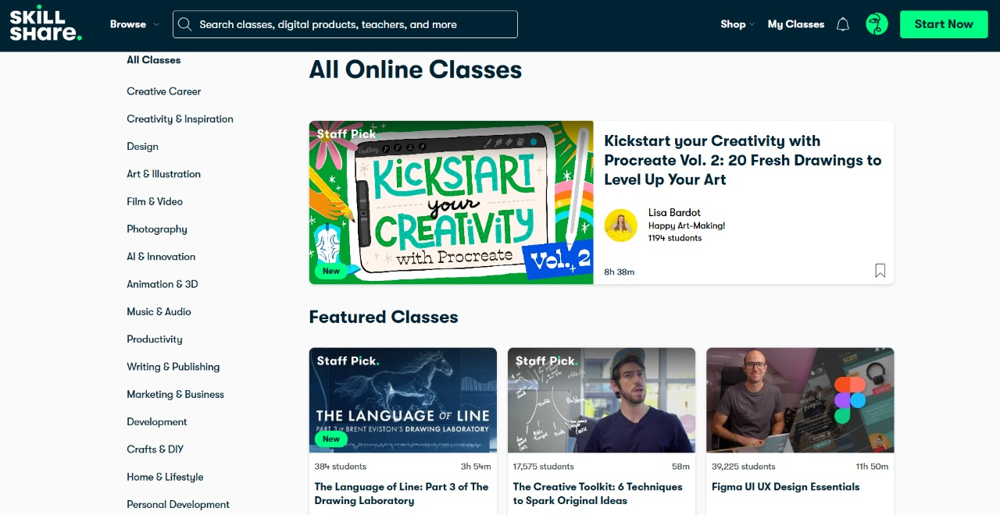 SKiLL
SHare.
Browse
Search classes, digital products, teachers, and more
Shop
My Classes
Start Now
All Classes
Creative Career
Creativity & Inspiration
Design
Art & Illustration
Film & Video
Photography
AI & Innovation
Animation & 3D
Music & Audio
Productivity
Writing & Publishing
Marketing & Business
Development
Crafts & DIY
Home & Lifestyle
Personal Development
All Online Classes
Staff Pick
Gallery
KiCKSTART
your
CREATiViTY
with Procreate
Vol. 2
New
Kickstart your Creativity with
Procreate Vol. 2: 20 Fresh Drawings to
Level Up Your Art
Lisa Bardot
Happy Art-Making!
1194 students
8h 38m
Featured Classes
Staff Pick.
THE LANGUAGE OF LINE
PART 3 OF BRENT EVISTON'S DRAWING LABORATORY
New
384 students
3h 54m
The Language of Line: Part 3 of The
Drawing Laboratory
Staff Pick.
Traffic
17,575 students
58m
The Creative Toolkit: 6 Techniques
to Spark Original Ideas
SCOTT
music of
our people.
39,225 students
11h 50m
Figma UI UX Design Essentials